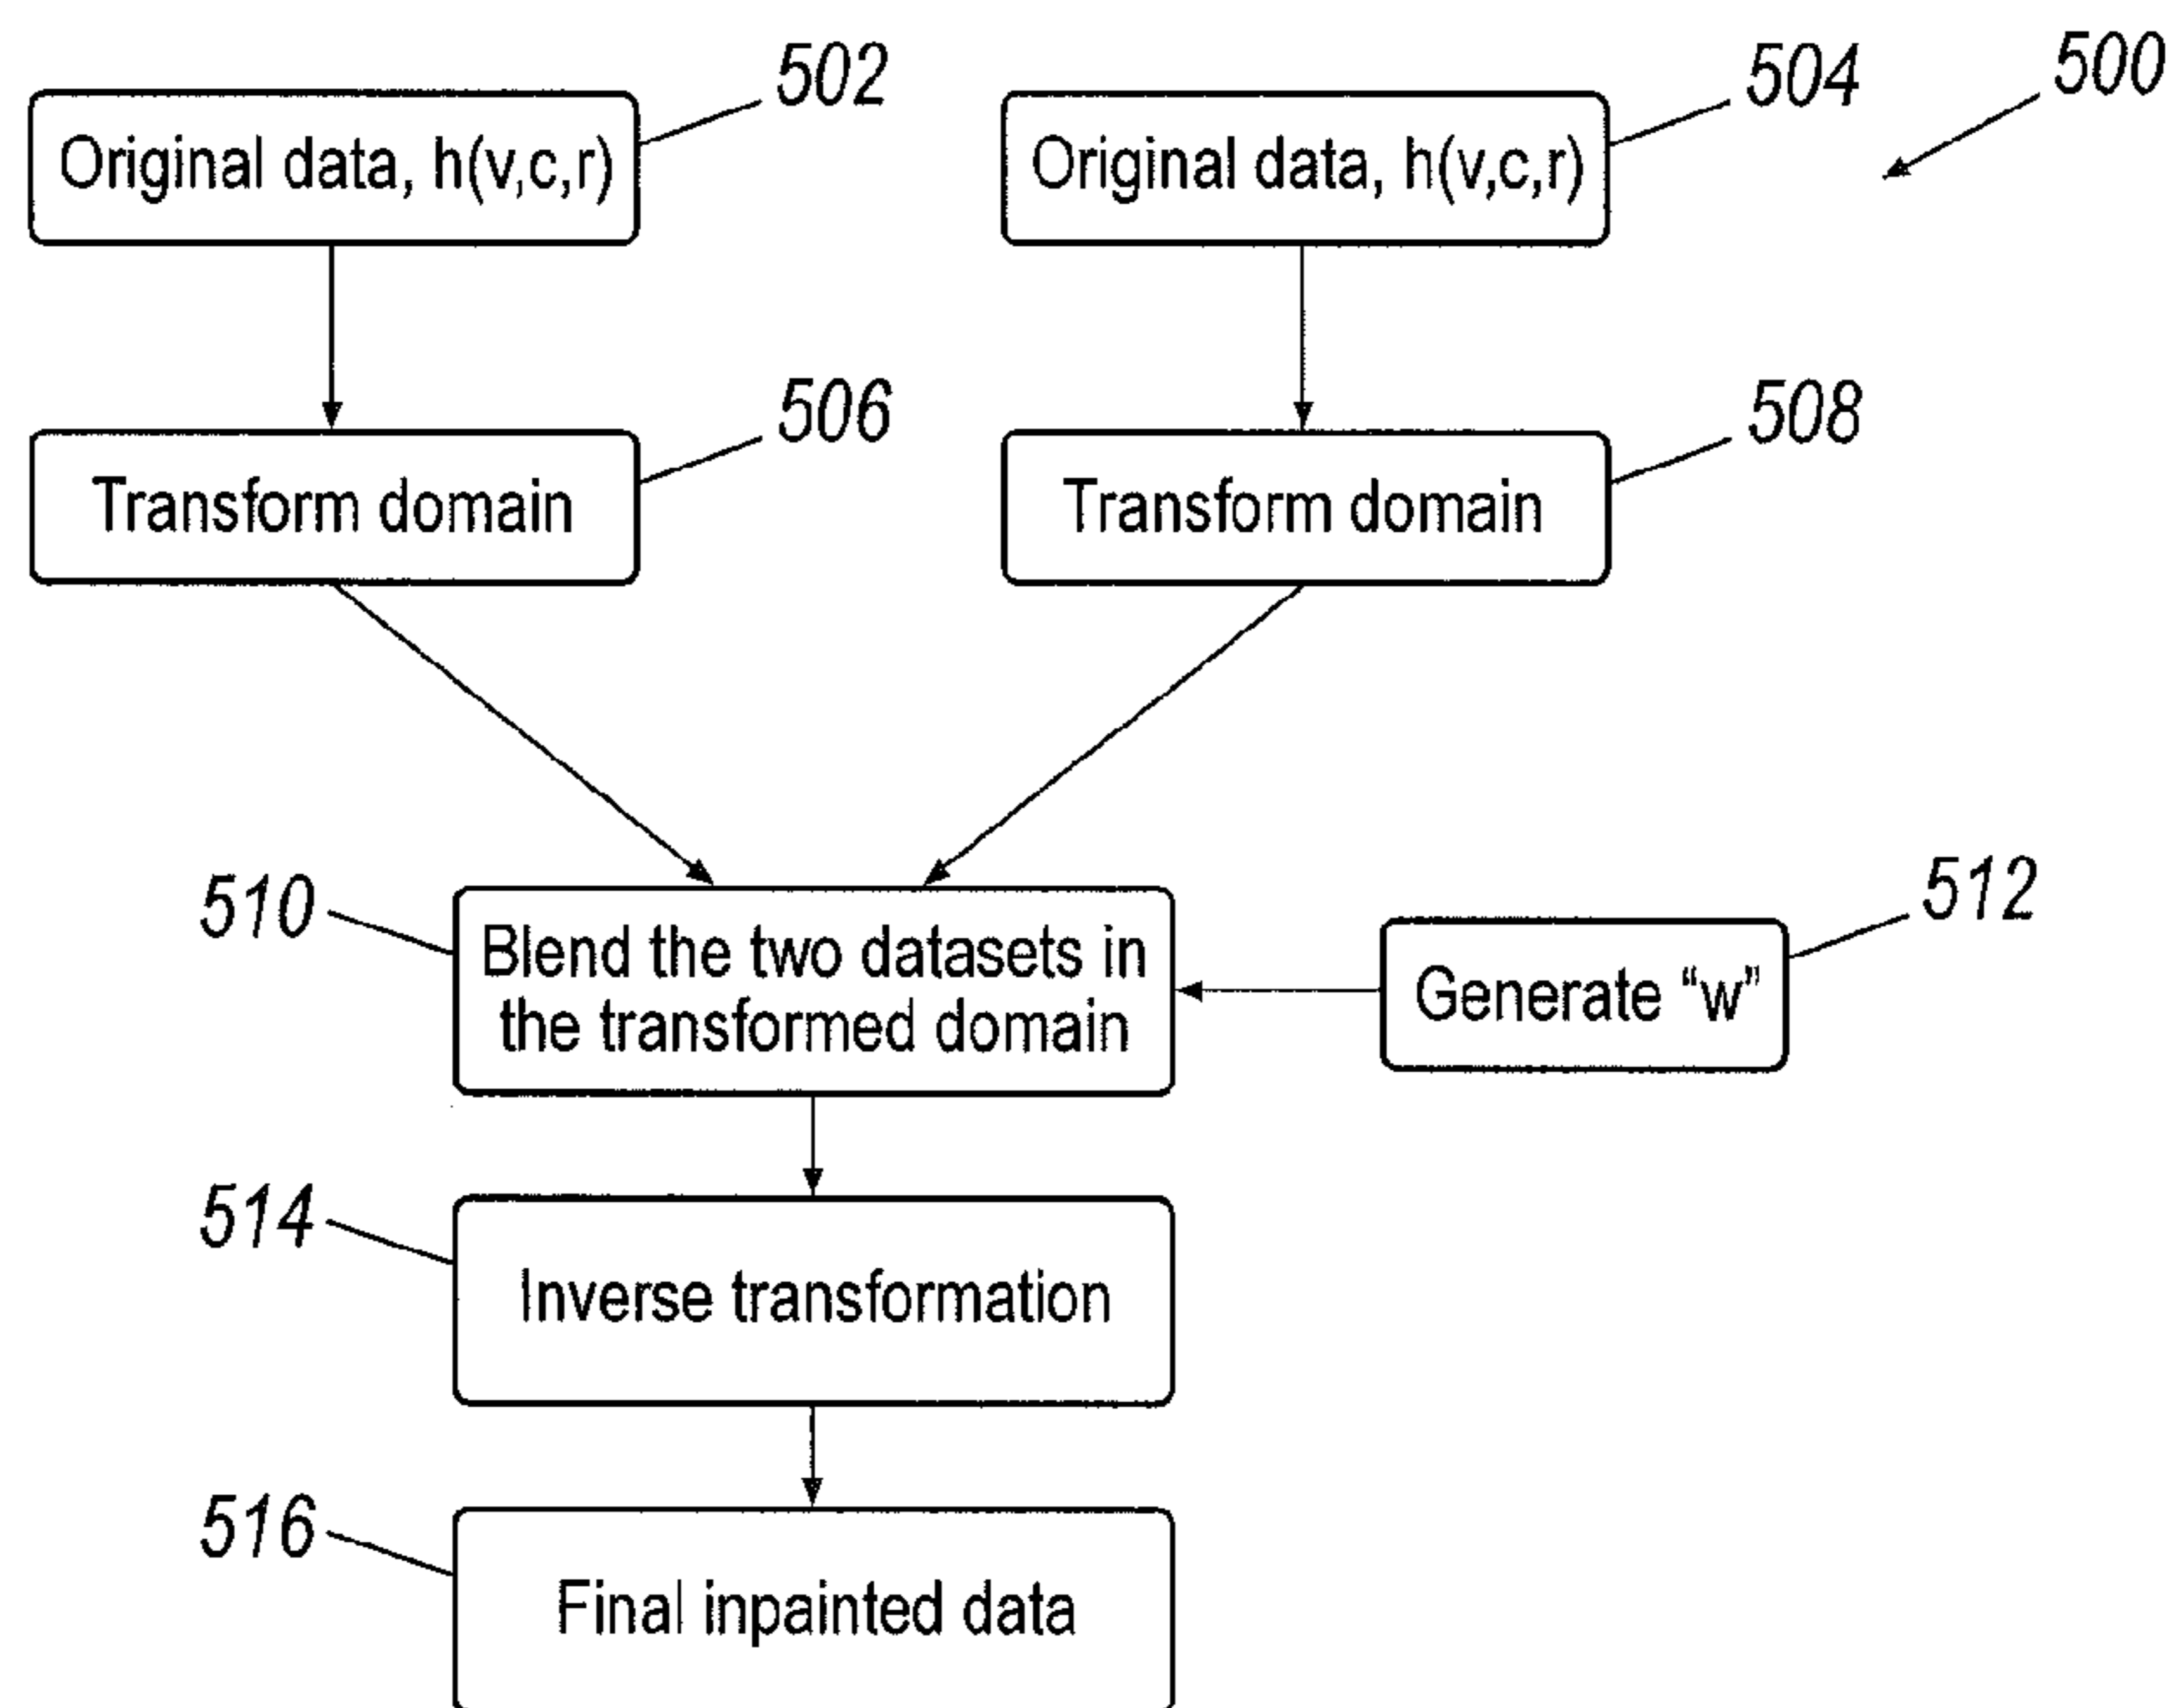 502
504
500
Original data, h(v,c,r)
Original data, h(v,c,r)
506
508
Transform domain
Transform domain
510
512
Blend the two datasets in
the transformed domain
Generate “w”
514
Inverse transformation
516
Final inpainted data